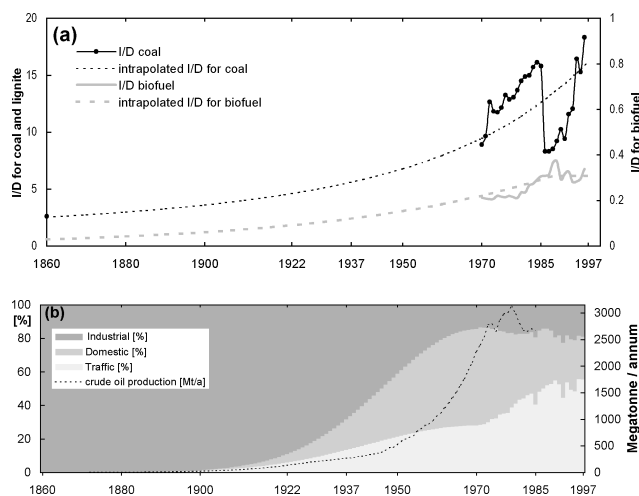 20
(a)
1
I/D coal
intrapolated I/D for coal
I/D biofuel
intrapolated I/D for biofuel
15
10
5
0
I/D for coal and lignite
0.8
0.6
0.4
0.2
0
I/D for biofuel
1860 1880 1900 1922 1937 1950 1970 1985 1997
100
[%]
80
60
40
20
0
(b)
Industrial [%]
Domestic [%]
Traffic [%]
crude oil production [Mt/a]
3000
2500
2000
1500
1000
500
0
Megatonne / annum
1860 1880 1900 1922 1937 1950 1970 1985 1997